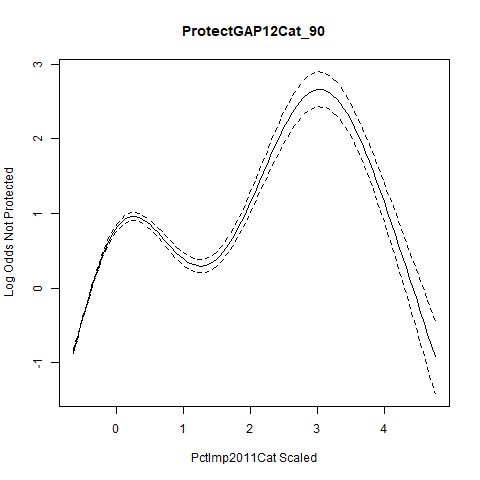 ProtectGAP12Cat_90
Log Odds Not Protected
3
2
1
0
-1
0 1 2 3 4
PctImp2011Cat Scaled